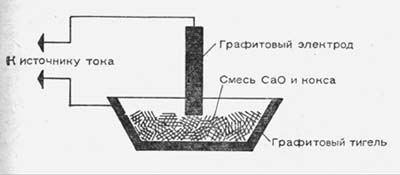 Графитовый электрод
К источнику тока
Смесь CaO и кокса
Графитовый тигель